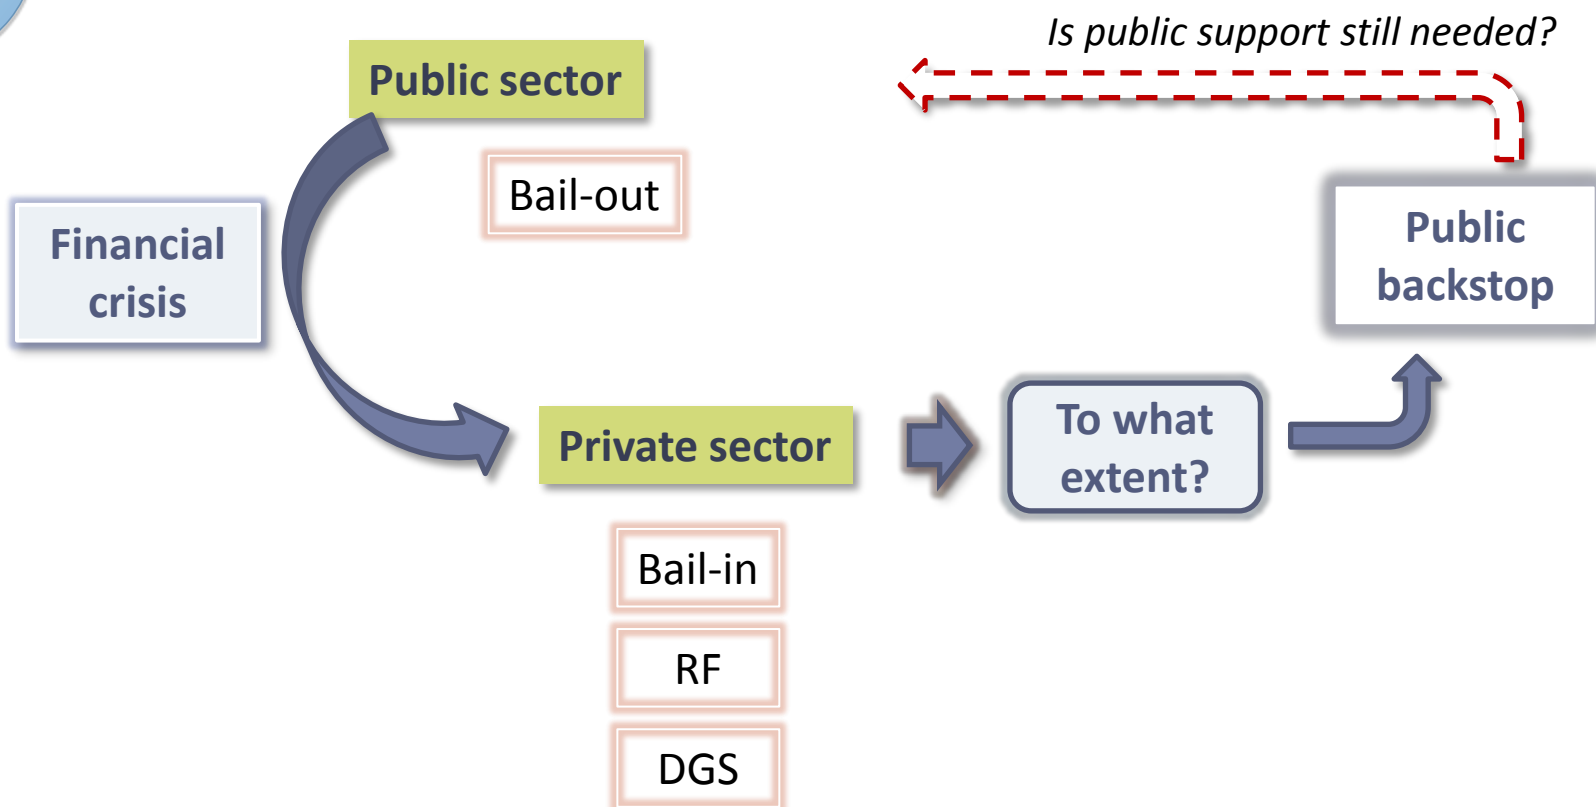 Is public support still needed?
Public sector
Bail-out
Financial
crisis
Public
backstop
Private sector
To what
extent?
Bail-in
RF
DGS